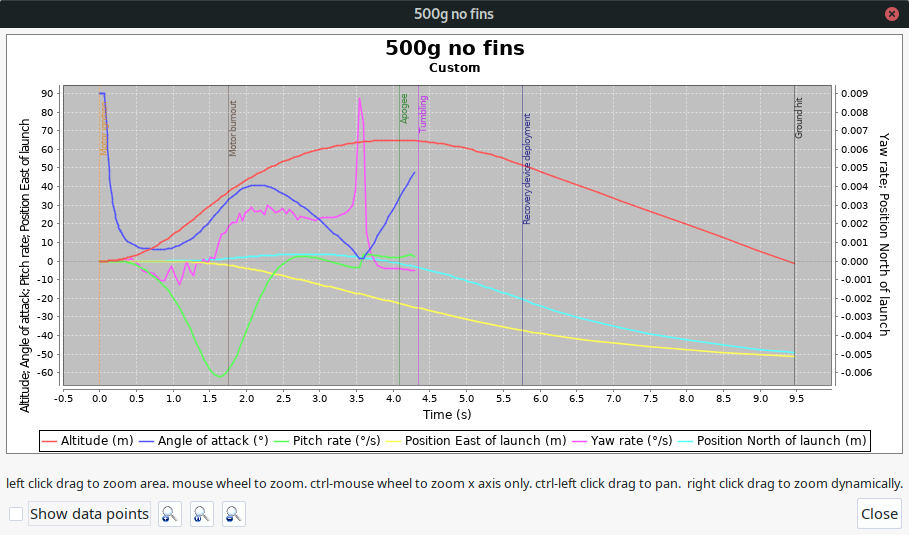 500g no fins
500g no fins
Custom
Altitude; Angle of attack; Pitch rate; Position East of launch
90
80
70
60
50
40
30
20
10
0
-10
-20
-30
-40
-50
-60
Motor burnout
Apogee
Tumbling
Recovery device deployment
Ground hit
0.009
0.008
0.007
0.006
0.005
0.004
0.003
0.002
0.001
0.000
-0.001
-0.002
-0.003
-0.004
-0.005
-0.006
Yaw rate; Position North of launch
-0.5 0.0 0.5 1.0 1.5 2.0 2.5 3.0 3.5 4.0 4.5 5.0 5.5 6.0 6.5 7.0 7.5 8.0 8.5 9.0 9.5
Time (s)
Altitude (m) Angle of attack (°) Pitch rate (°/s) Position East of launch (m) Yaw rate (°/s) Position North of launch (m)
left click drag to zoom area. mouse wheel to zoom. ctrl-mouse wheel to zoom x axis only. ctrl-left click drag to pan. right click drag to zoom dynamically.
Show data points
Close